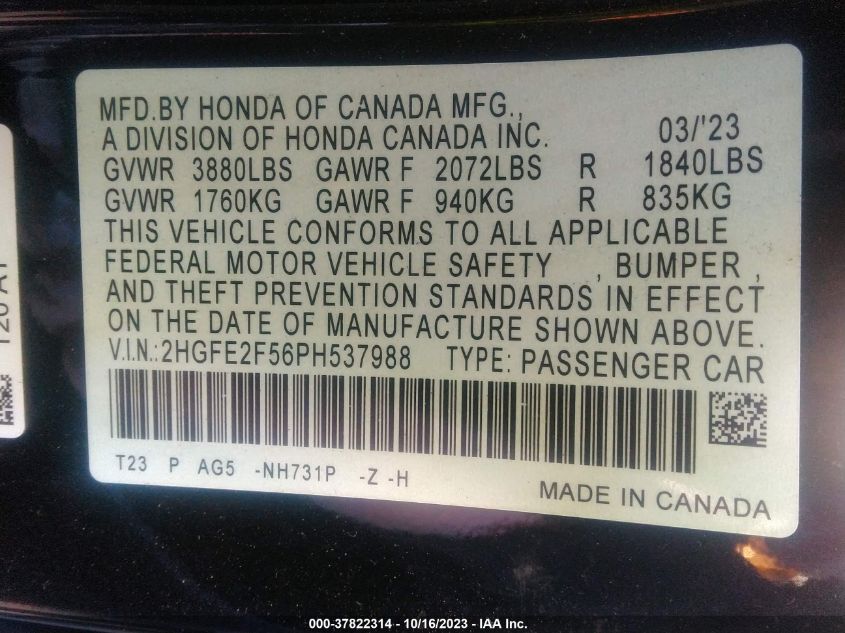 MFD.BY HONDA OF CANADA MFG.,
A DIVISION OF HONDA CANADA INC. 03/'23
GVWR 3880LBS GAWR F 2072LBS R 1840LBS
GVWR 1760KG GAWR F 940KG R 835KG
THIS VEHICLE CONFORMS TO ALL APPLICABLE
FEDERAL MOTOR VEHICLE SAFETY , BUMPER ,
AND THEFT PREVENTION STANDARDS IN EFFECT
ON THE DATE OF MANUFACTURE SHOWN ABOVE.
V.I.N.:2HGFE2F56PH537988 TYPE: PASSENGER CAR
T23 P AG5 -NH731P -Z -H
MADE IN CANADA
000-37822314 - 10/16/2023 - IAA Inc.